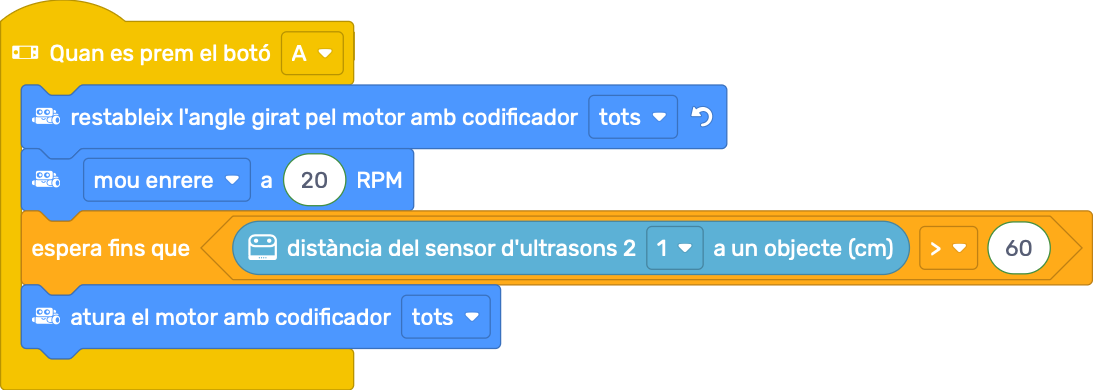 Quan es prem el botó A
restableix l'angle girat pel motor amb codificador tots
mou enrere a 20 RPM
espera fins que distància del sensor d'ultrasons 2 1 a un objecte (cm) > 60
atura el motor amb codificador tots